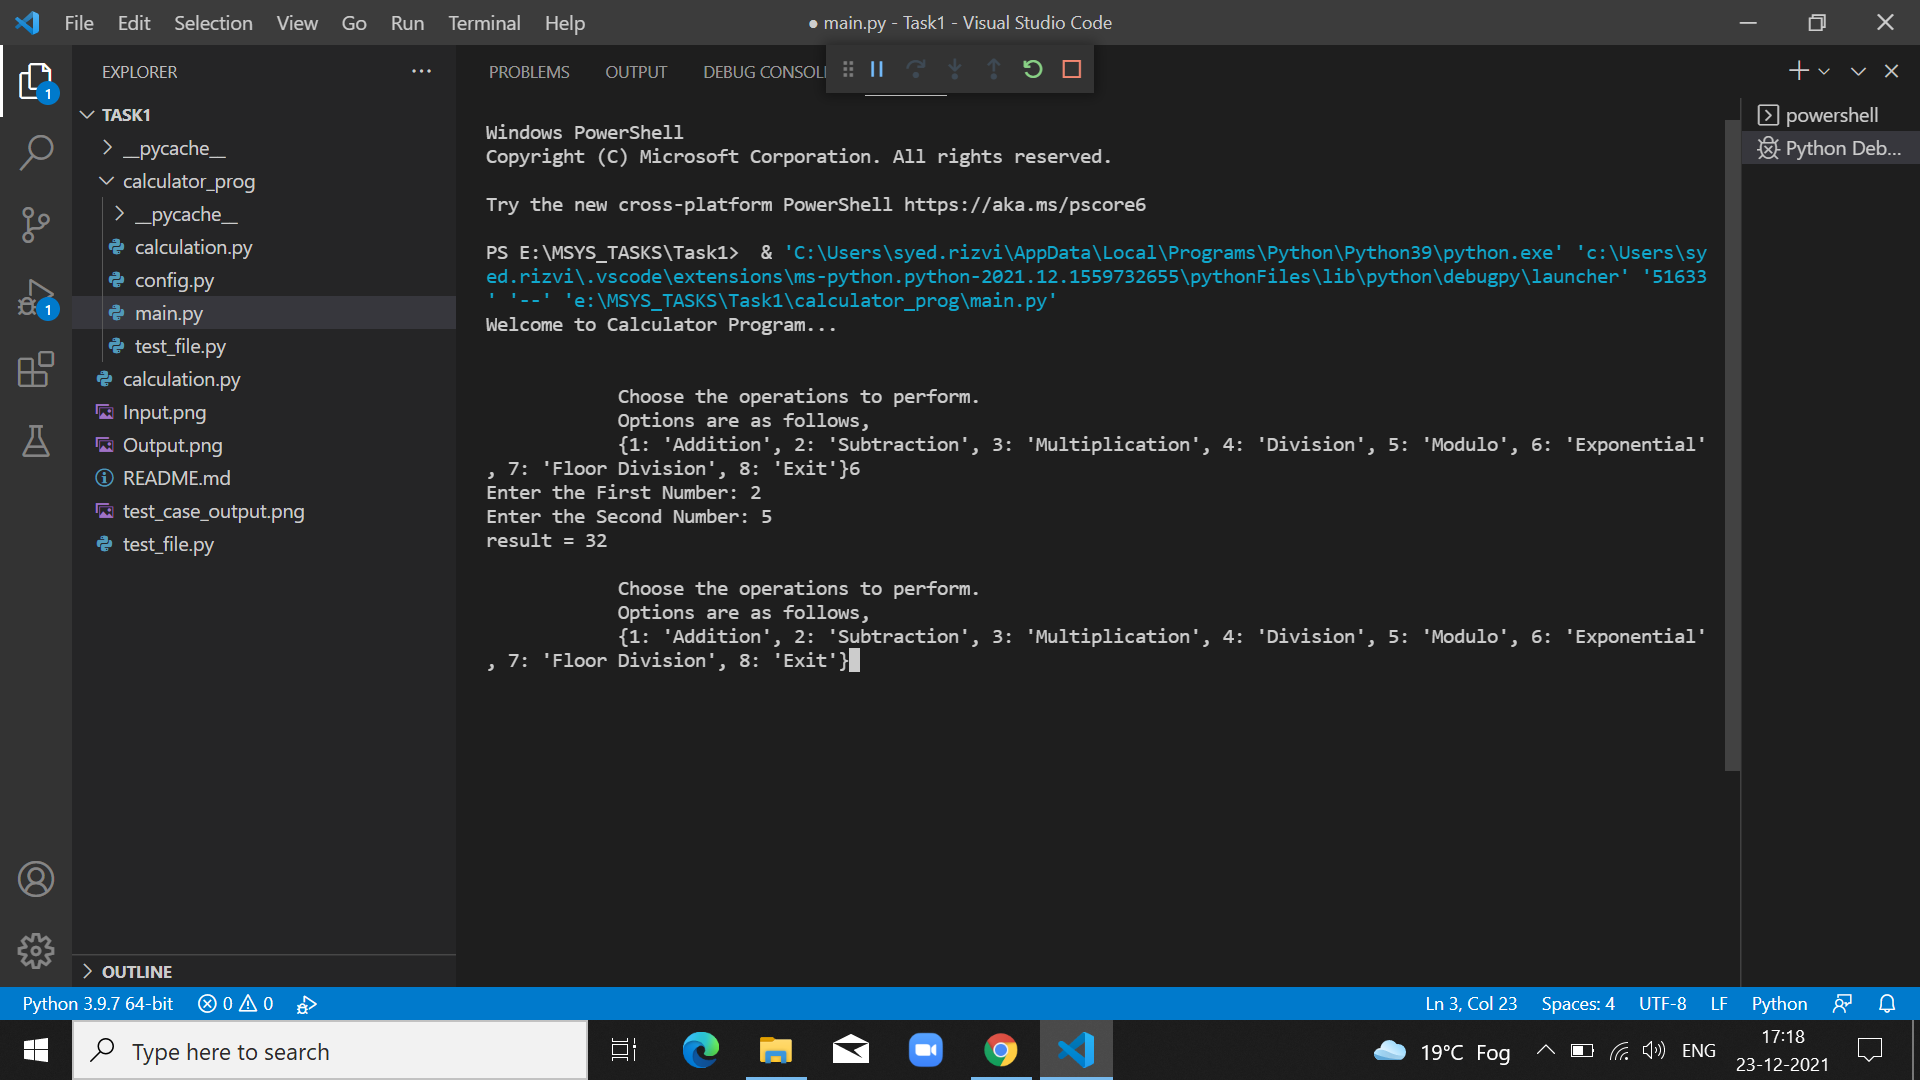 File Edit Selection View Go Run Terminal Help ● main.py - Task1 - Visual Studio Code
EXPLORER ... PROBLEMS OUTPUT DEBUG CONSOL
1
TASK1
__pycache__
calculator_prog
__pycache__
calculation.py
config.py
1
main.py
test_file.py
calculation.py
Input.png
Output.png
README.md
test_case_output.png
test_file.py
OUTLINE
Windows PowerShell
Copyright (C) Microsoft Corporation. All rights reserved.
Try the new cross-platform PowerShell https://aka.ms/pscore6
PS E:\MSYS_TASKS\Task1>  & 'C:\Users\syed.rizvi\AppData\Local\Programs\Python\Python39\python.exe' 'c:\Users\sy
ed.rizvi\.vscode\extensions\ms-python.python-2021.12.1559732655\pythonFiles\lib\python\debugpy\launcher' '51633
' '--' 'e:\MSYS_TASKS\Task1\calculator_prog\main.py'
Welcome to Calculator Program...
Choose the operations to perform.
Options are as follows,
{1: 'Addition', 2: 'Subtraction', 3: 'Multiplication', 4: 'Division', 5: 'Modulo', 6: 'Exponential'
, 7: 'Floor Division', 8: 'Exit'}6
Enter the First Number: 2
Enter the Second Number: 5
result = 32
Choose the operations to perform.
Options are as follows,
{1: 'Addition', 2: 'Subtraction', 3: 'Multiplication', 4: 'Division', 5: 'Modulo', 6: 'Exponential'
, 7: 'Floor Division', 8: 'Exit'}
powershell
Python Deb...
Python 3.9.7 64-bit 0 0 Ln 3, Col 23 Spaces: 4 UTF-8 LF Python
Type here to search 19°C Fog ENG 17:18
23-12-2021